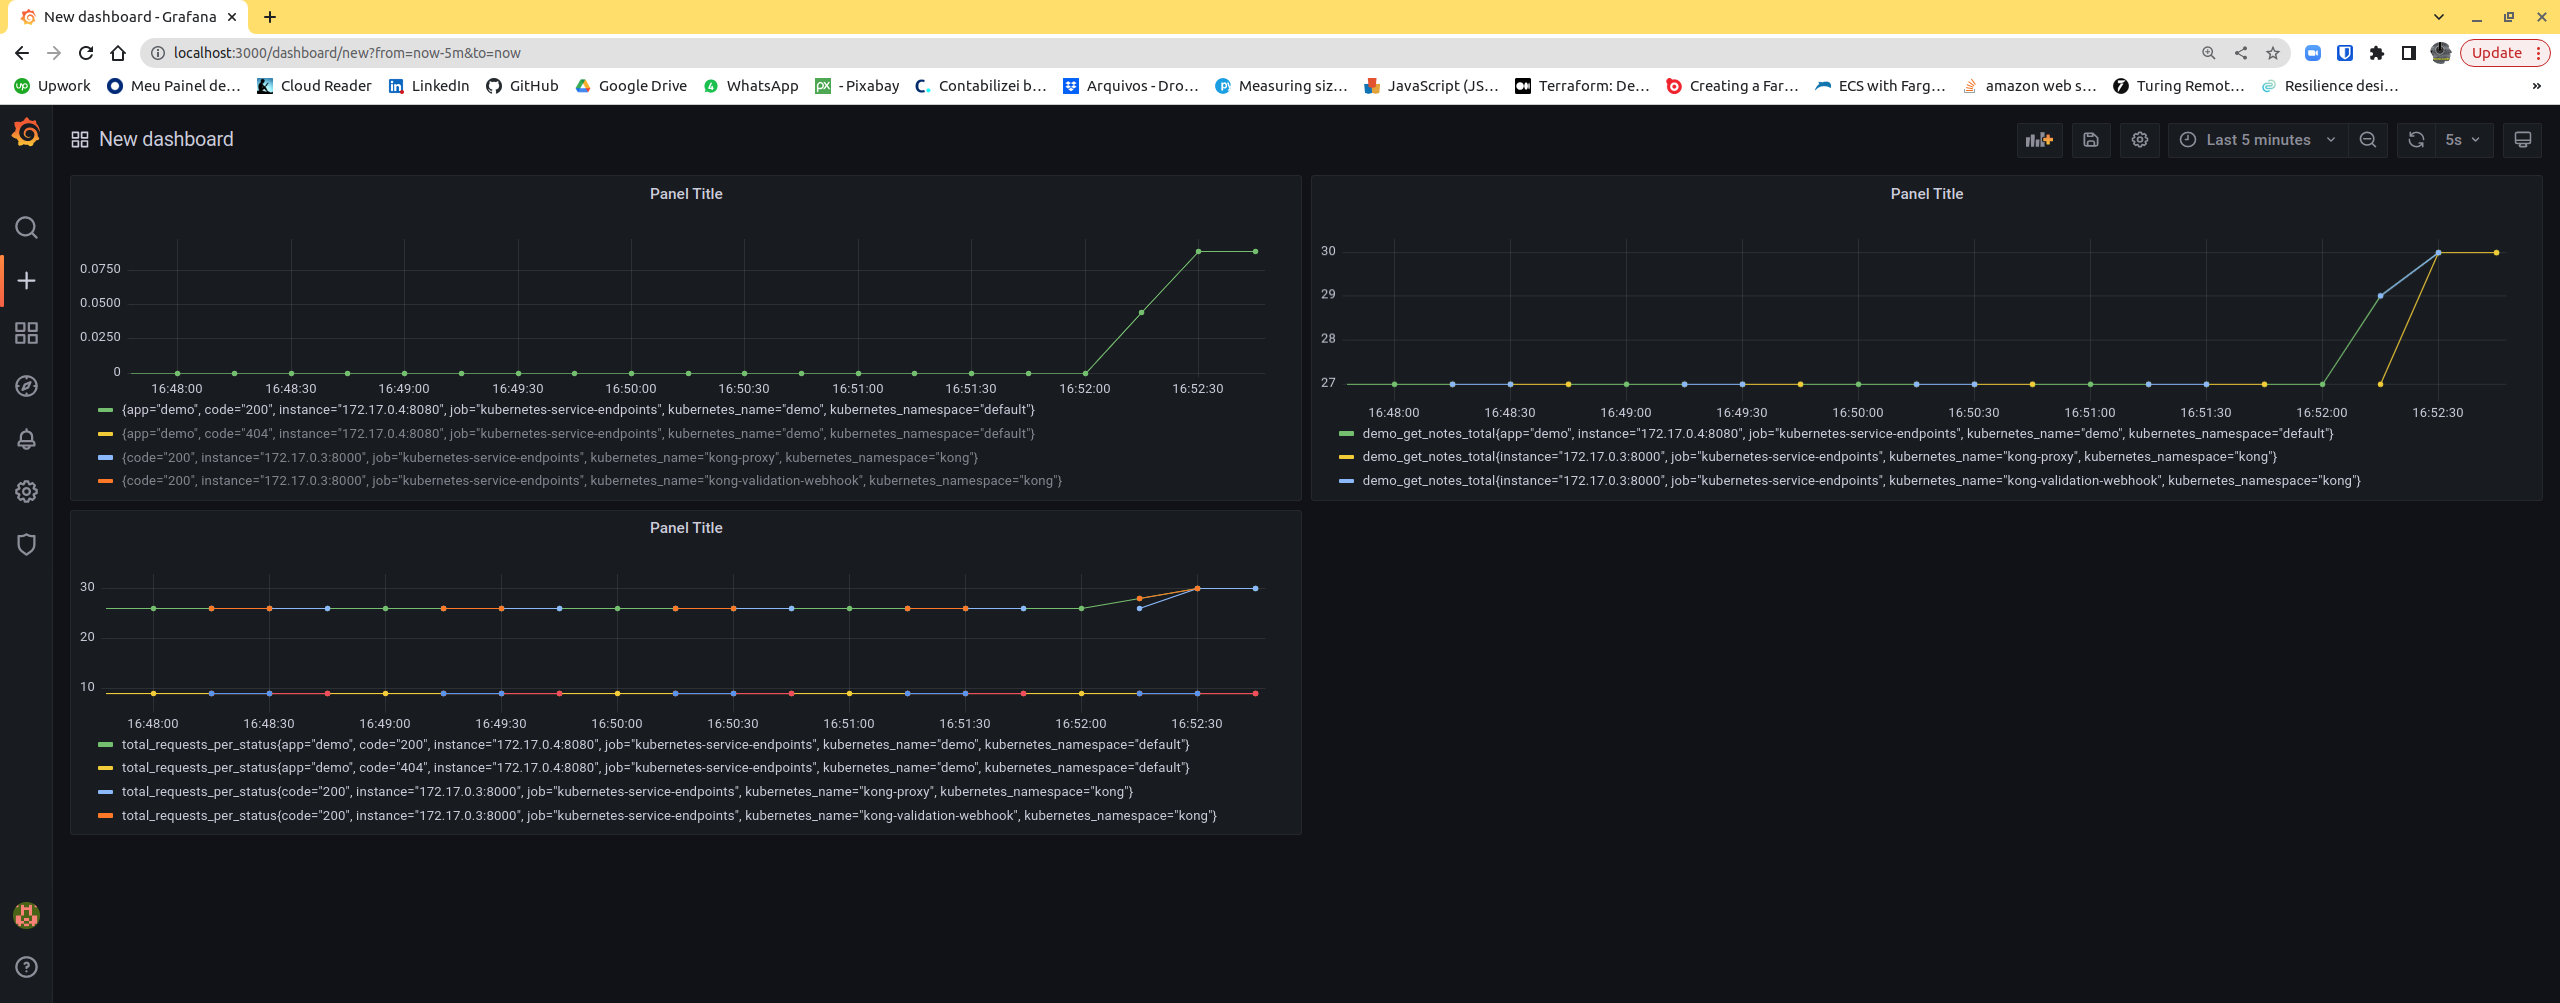 New dashboard - Grafana
localhost:3000/dashboard/new?from=now-5m&to=now
Update
Upwork
Meu Painel de...
Cloud Reader
LinkedIn
GitHub
Google Drive
WhatsApp
- Pixabay
Contabilizei b...
Arquivos - Dro...
Measuring siz...
JavaScript (JS...
Terraform: De...
Creating a Far...
ECS with Farg...
amazon web s...
Turing Remot...
Resilience desi...
»
New dashboard
Last 5 minutes
5s
Panel Title
0.0750
0.0500
0.0250
0
16:48:00 16:48:30 16:49:00 16:49:30 16:50:00 16:50:30 16:51:00 16:51:30 16:52:00 16:52:30
{app="demo", code="200", instance="172.17.0.4:8080", job="kubernetes-service-endpoints", kubernetes_name="demo", kubernetes_namespace="default"}
{app="demo", code="404", instance="172.17.0.4:8080", job="kubernetes-service-endpoints", kubernetes_name="demo", kubernetes_namespace="default"}
{code="200", instance="172.17.0.3:8000", job="kubernetes-service-endpoints", kubernetes_name="kong-proxy", kubernetes_namespace="kong"}
{code="200", instance="172.17.0.3:8000", job="kubernetes-service-endpoints", kubernetes_name="kong-validation-webhook", kubernetes_namespace="kong"}
Panel Title
30
29
28
27
16:48:00 16:48:30 16:49:00 16:49:30 16:50:00 16:50:30 16:51:00 16:51:30 16:52:00 16:52:30
demo_get_notes_total{app="demo", instance="172.17.0.4:8080", job="kubernetes-service-endpoints", kubernetes_name="demo", kubernetes_namespace="default"}
demo_get_notes_total{instance="172.17.0.3:8000", job="kubernetes-service-endpoints", kubernetes_name="kong-proxy", kubernetes_namespace="kong"}
demo_get_notes_total{instance="172.17.0.3:8000", job="kubernetes-service-endpoints", kubernetes_name="kong-validation-webhook", kubernetes_namespace="kong"}
Panel Title
30
20
10
16:48:00 16:48:30 16:49:00 16:49:30 16:50:00 16:50:30 16:51:00 16:51:30 16:52:00 16:52:30
total_requests_per_status{app="demo", code="200", instance="172.17.0.4:8080", job="kubernetes-service-endpoints", kubernetes_name="demo", kubernetes_namespace="default"}
total_requests_per_status{app="demo", code="404", instance="172.17.0.4:8080", job="kubernetes-service-endpoints", kubernetes_name="demo", kubernetes_namespace="default"}
total_requests_per_status{code="200", instance="172.17.0.3:8000", job="kubernetes-service-endpoints", kubernetes_name="kong-proxy", kubernetes_namespace="kong"}
total_requests_per_status{code="200", instance="172.17.0.3:8000", job="kubernetes-service-endpoints", kubernetes_name="kong-validation-webhook", kubernetes_namespace="kong"}